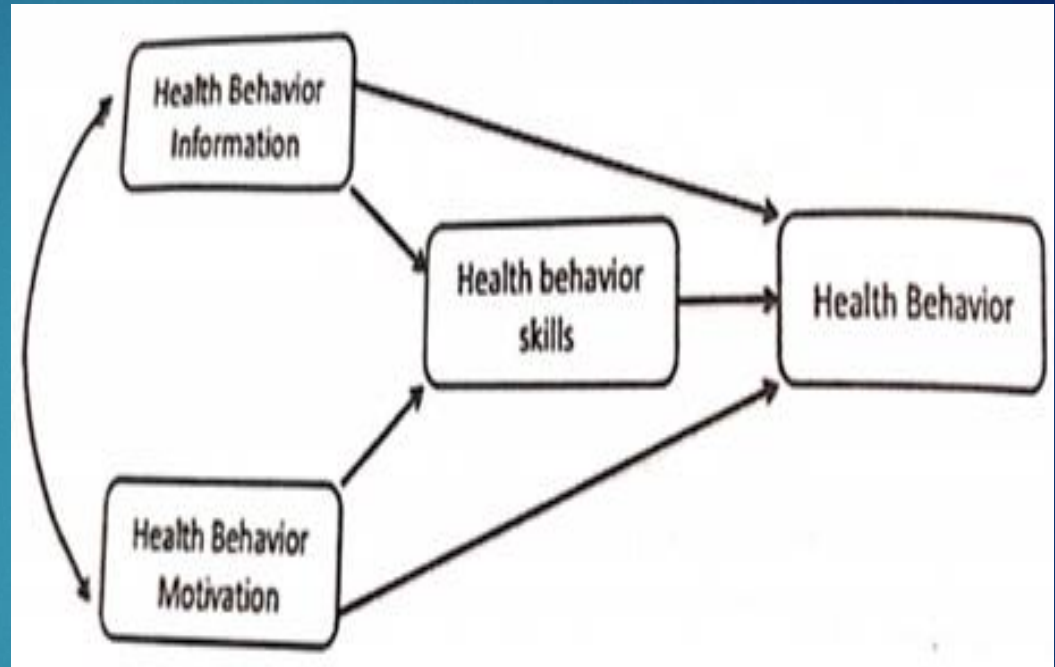 Health Behavior
Information
Health behavior
skills
Health Behavior
Health Behavior
Motivation